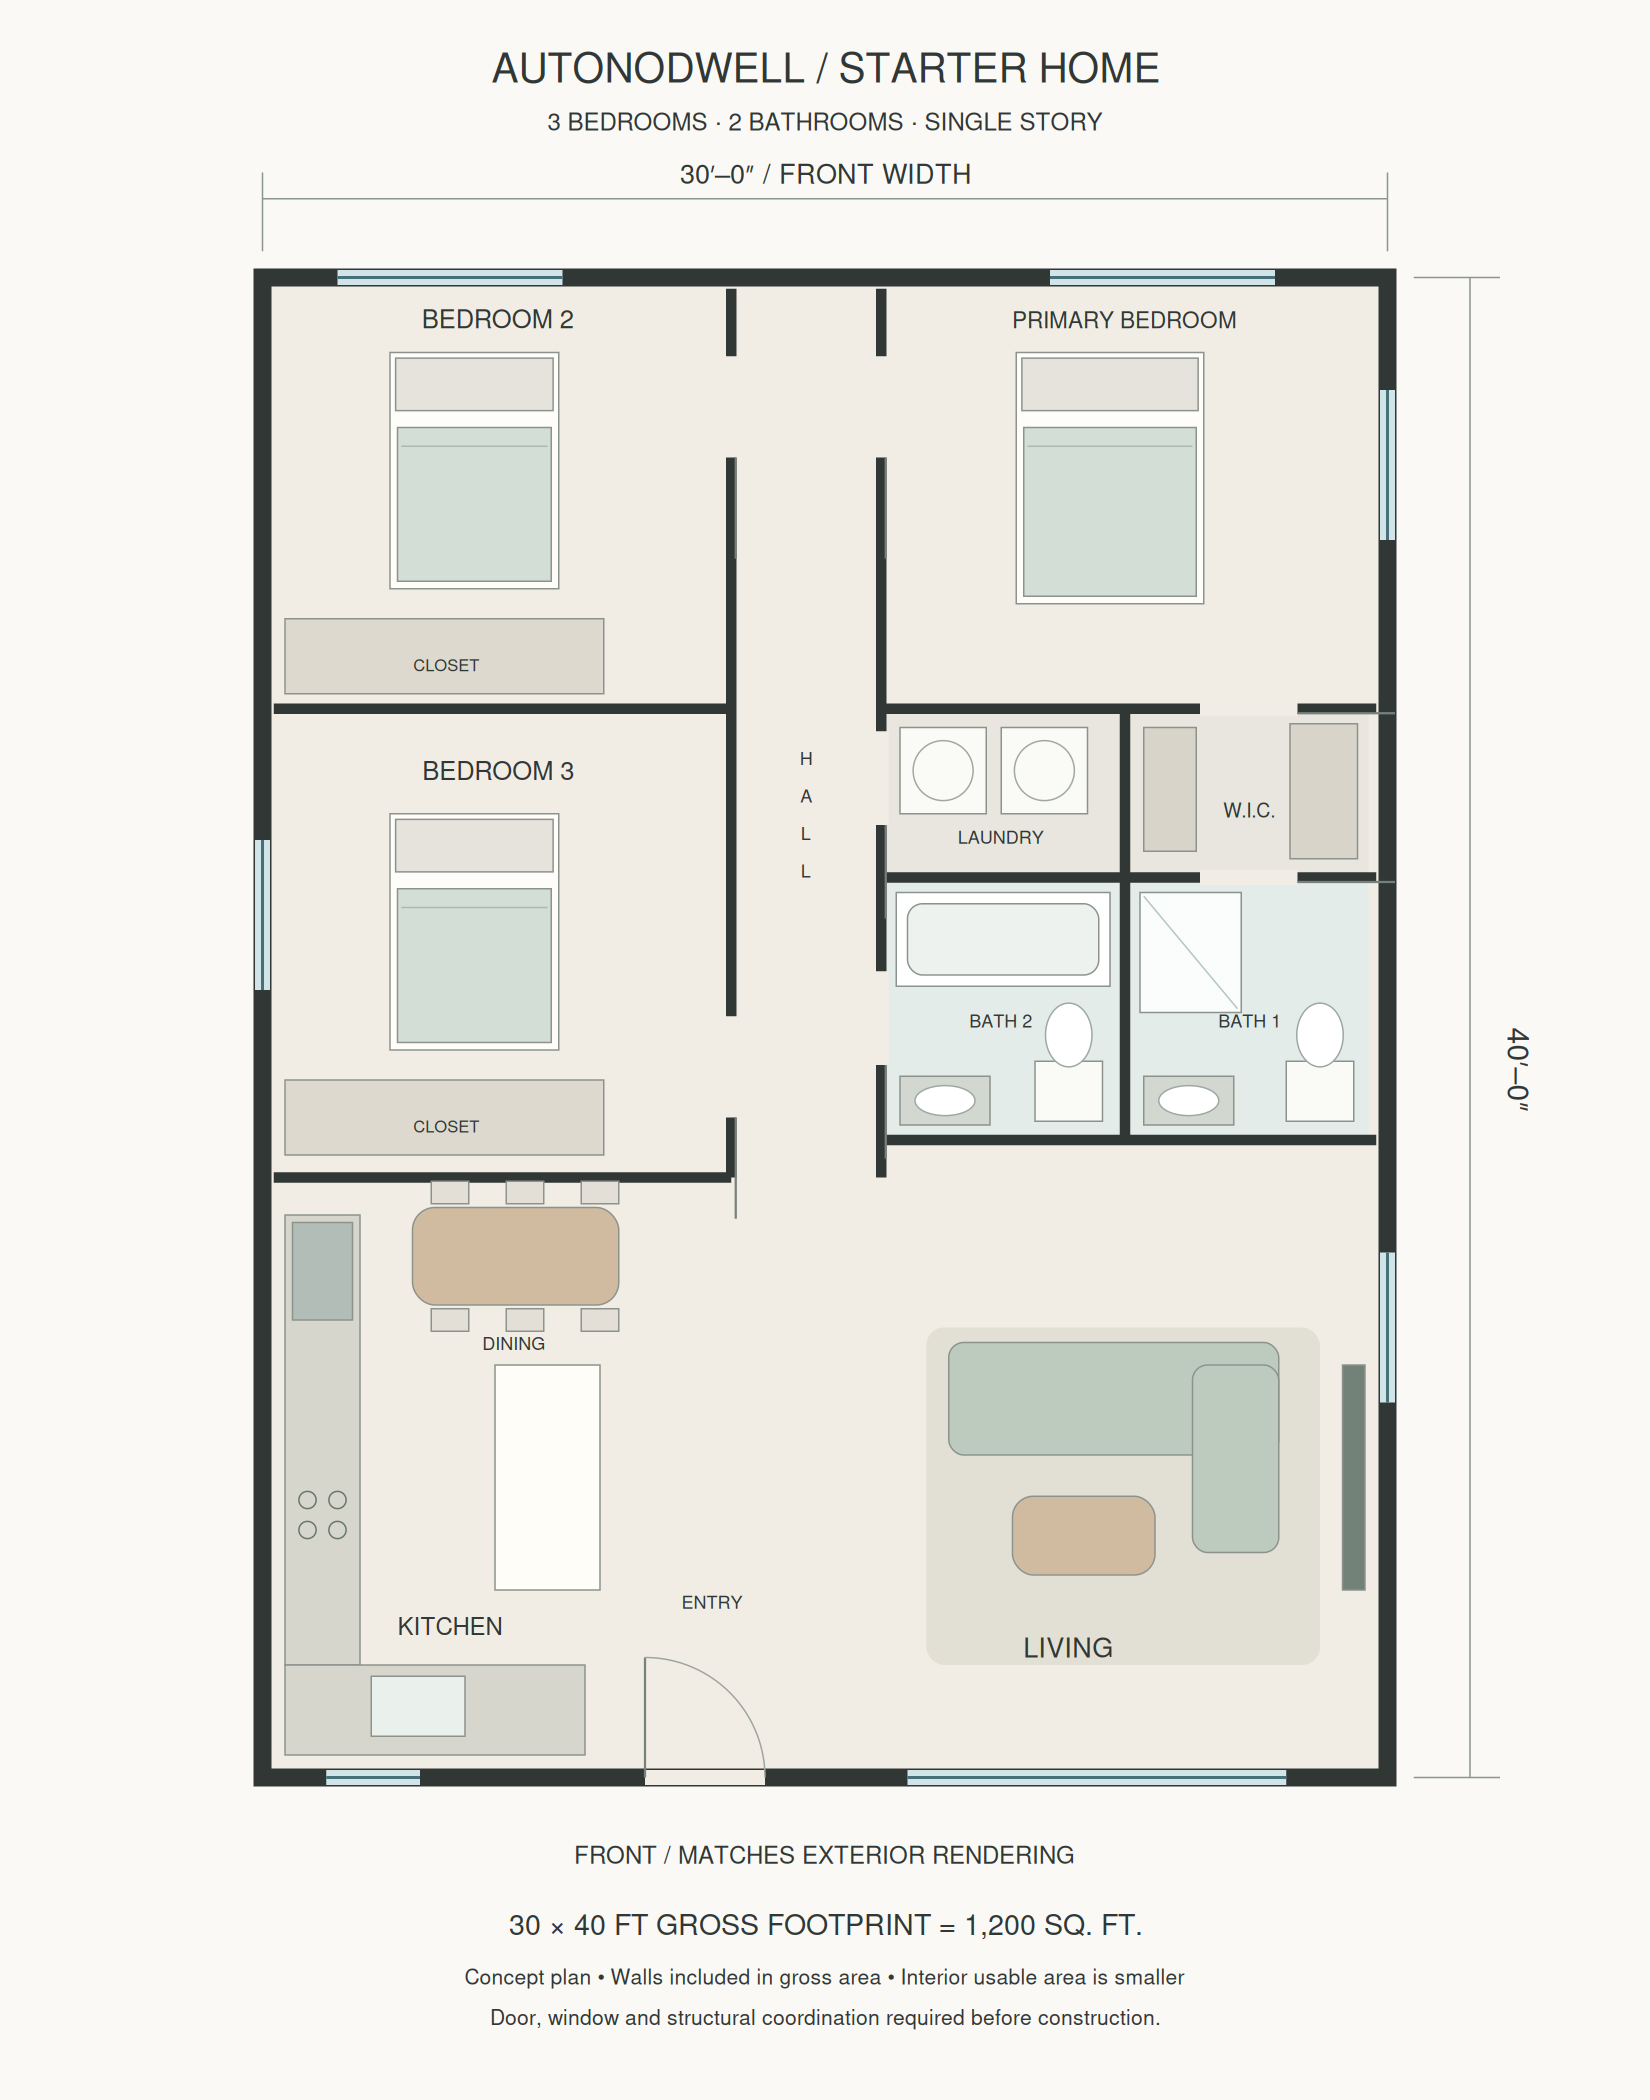 AUTONODWELL / STARTER HOME
3 BEDROOMS · 2 BATHROOMS · SINGLE STORY
30′–0″ / FRONT WIDTH
BEDROOM 2
PRIMARY BEDROOM
CLOSET
BEDROOM 3
H
A
L
L
W.I.C.
LAUNDRY
BATH 2
BATH 1
40′–0″
CLOSET
DINING
ENTRY
KITCHEN
LIVING
FRONT / MATCHES EXTERIOR RENDERING
30 × 40 FT GROSS FOOTPRINT = 1,200 SQ. FT.
Concept plan • Walls included in gross area • Interior usable area is smaller
Door, window and structural coordination required before construction.